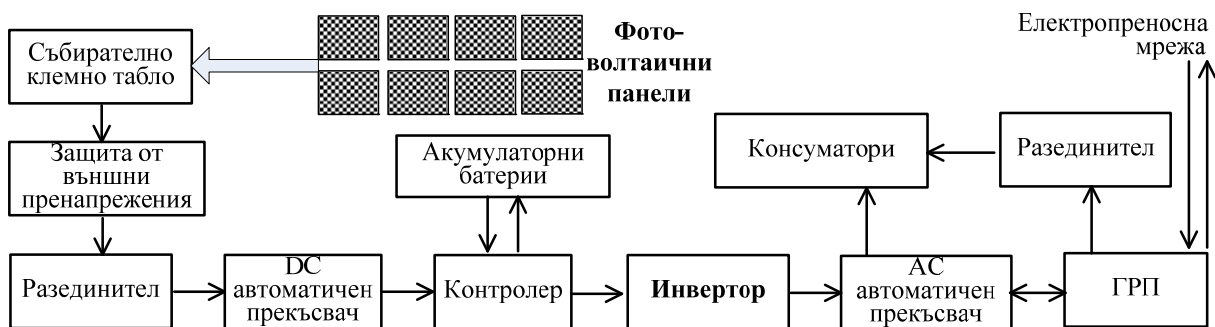 Събирателно
клемно табло
Фото-
волтаични
панели
Електропреносна
мрежа
Защита от
външни
пренапрежения
Акумулаторни
батерии
Консуматори
Разединител
Разединител
DC
автоматичен
прекъсвач
Контролер
Инвертор
AC
автоматичен
прекъсвач
ГРП